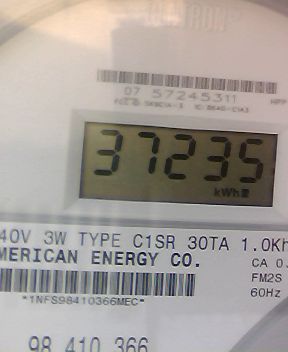 07 57245311
37235
kWh
40V 3W TYPE C1SR 30TA 1.0Kh
MERICAN ENERGY CO.
CA 0.
FM2S
60Hz
*1NFS98410366MEC*
98 410 366